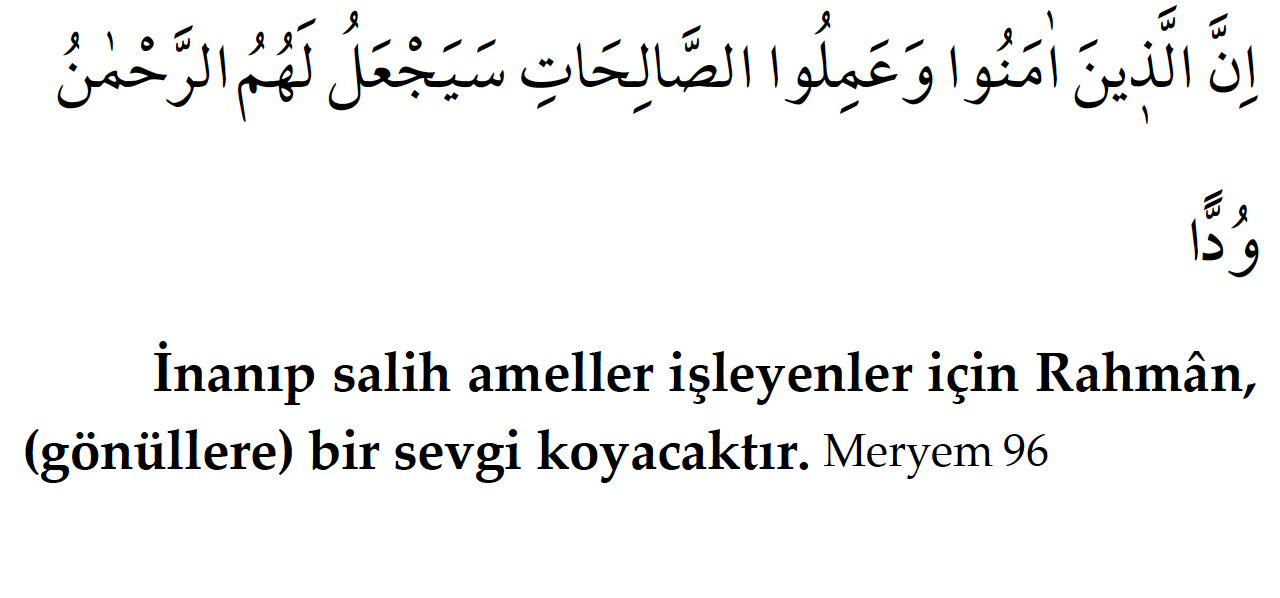 اِنَّ الَّذ۪ينَ اٰمَنُوا وَعَمِلُوا الصَّالِحَاتِ سَيَجْعَلُ لَهُمُ الرَّحْمٰنُ
وُدًّا
İnanıp salih ameller işleyenler için Rahmân,
(gönüllere) bir sevgi koyacaktır. Meryem 96